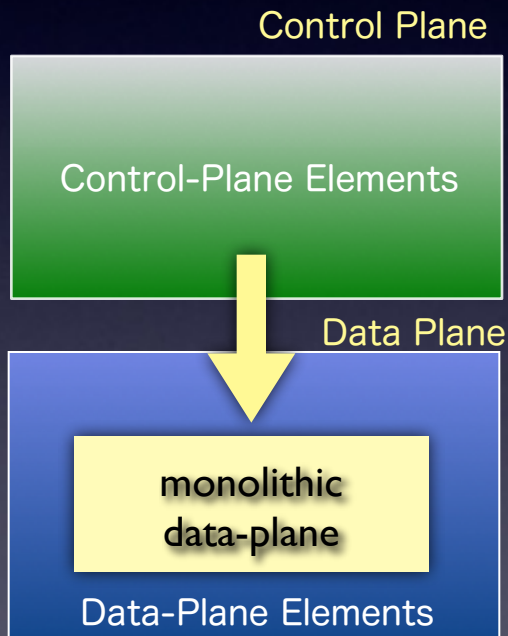 Control Plane
Control-Plane Elements
Data Plane
monolithic
data-plane
Data-Plane Elements